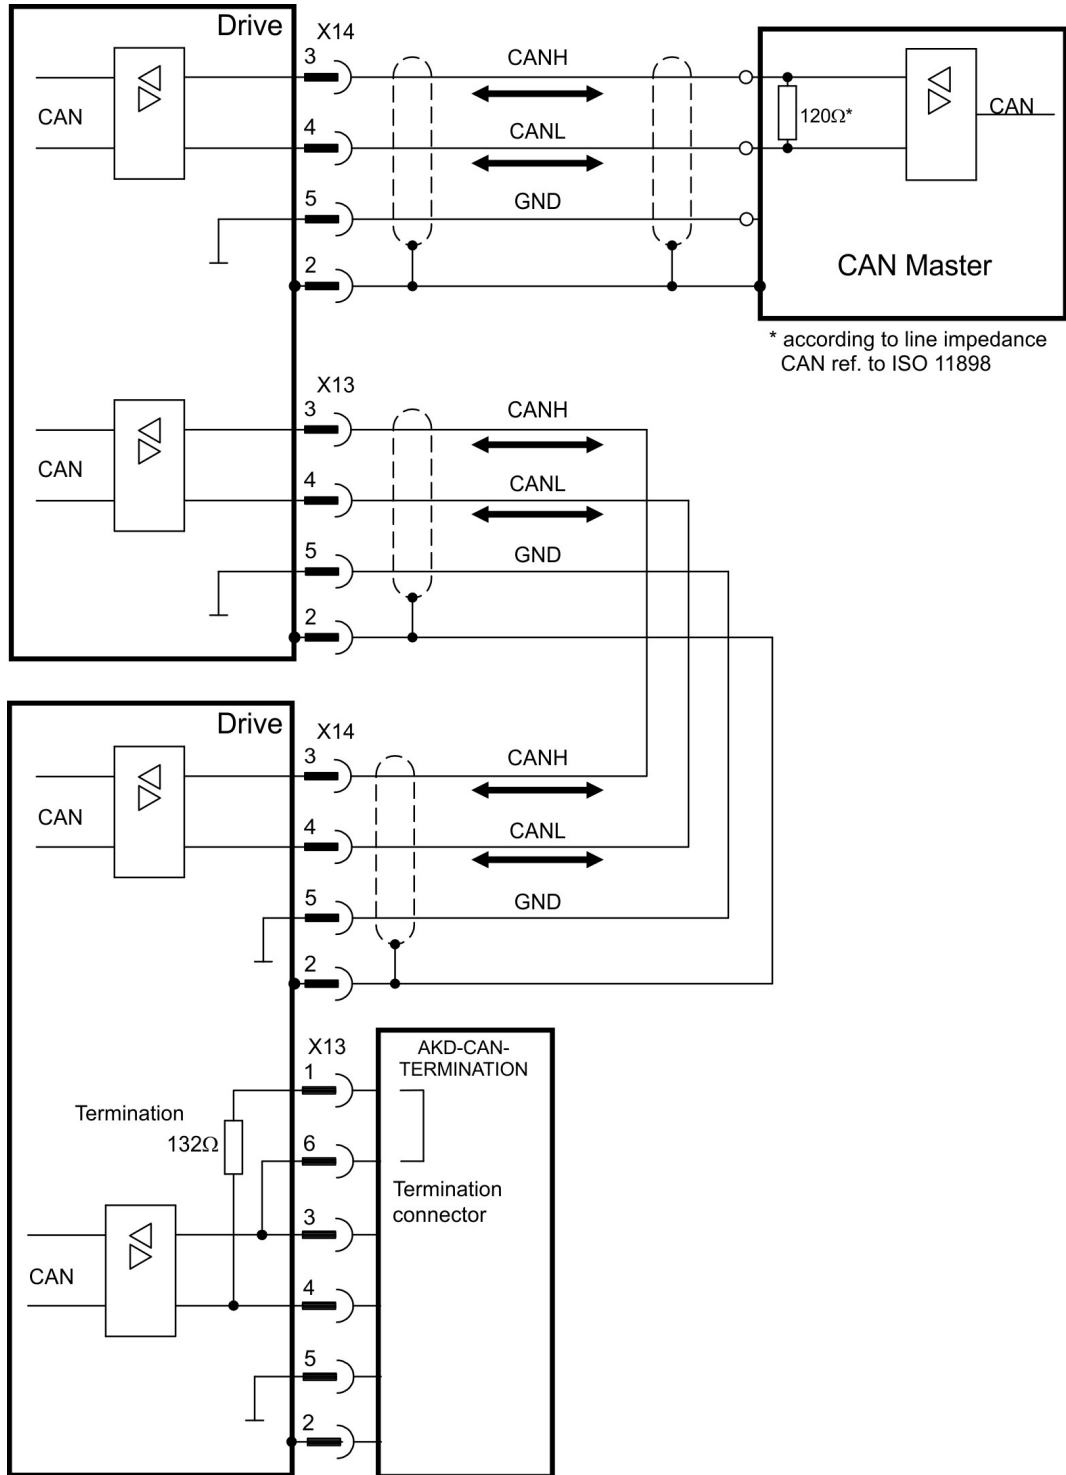 Drive
X14
3
CANH
CAN
120Ω*
CAN
4
CANL
5
GND
2
CAN Master
* according to line impedance
CAN ref. to ISO 11898
X13
3
CANH
CAN
4
CANL
5
GND
2
Drive
X14
3
CANH
CAN
4
CANL
5
GND
2
X13
AKD-CAN-
TERMINATION
1
Termination
132Ω
6
Termination
connector
3
CAN
4
5
2